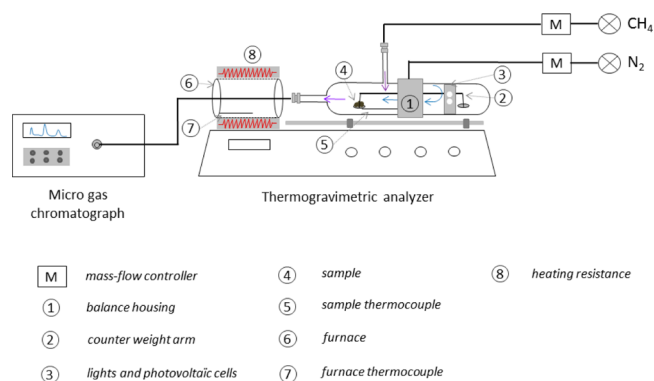 M
CH4
M
N2
8
6
4
3
1
2
7
5
Micro gas
chromatograph
Thermogravimetric analyzer
M mass-flow controller
4 sample
8 heating resistance
1 balance housing
5 sample thermocouple
2 counter weight arm
6 furnace
3 lights and photovoltaïc cells
7 furnace thermocouple